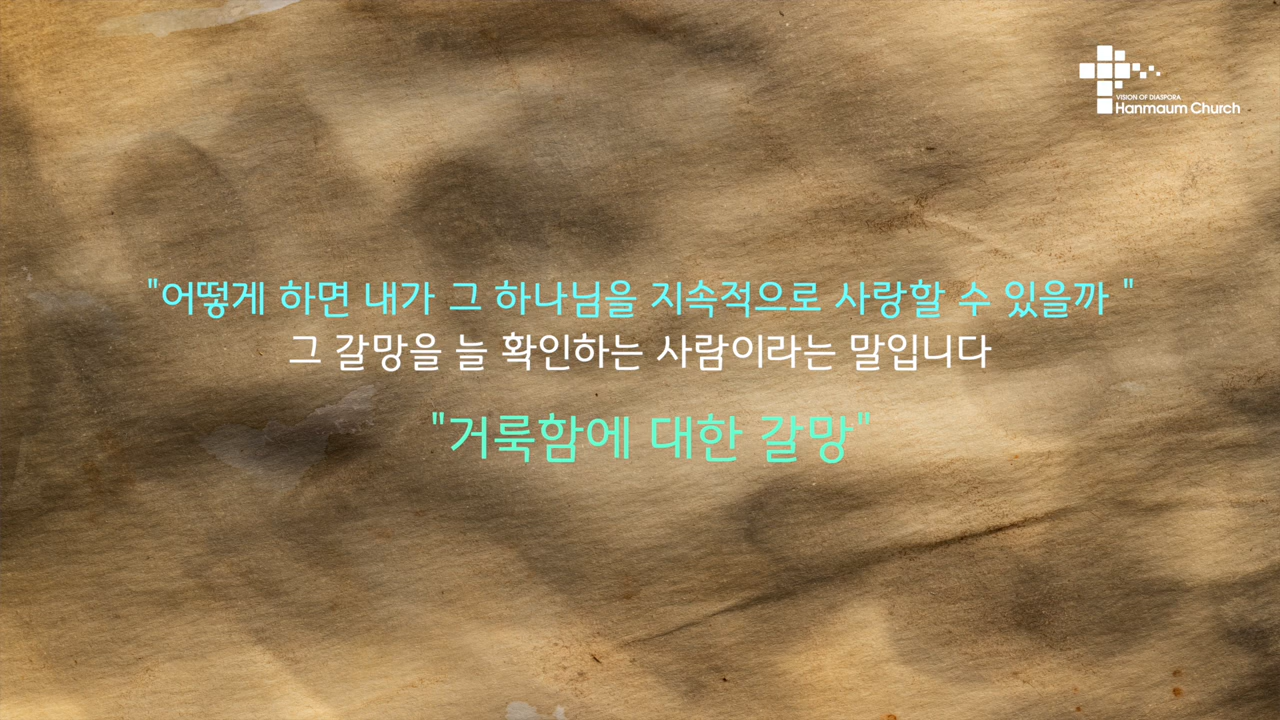 VISION OF DIASPORA
Hanmaum Church
"어떻게 하면 내가 그 하나님을 지속적으로 사랑할 수 있을까 "
그 갈망을 늘 확인하는 사람이라는 말입니다
"거룩함에 대한 갈망"